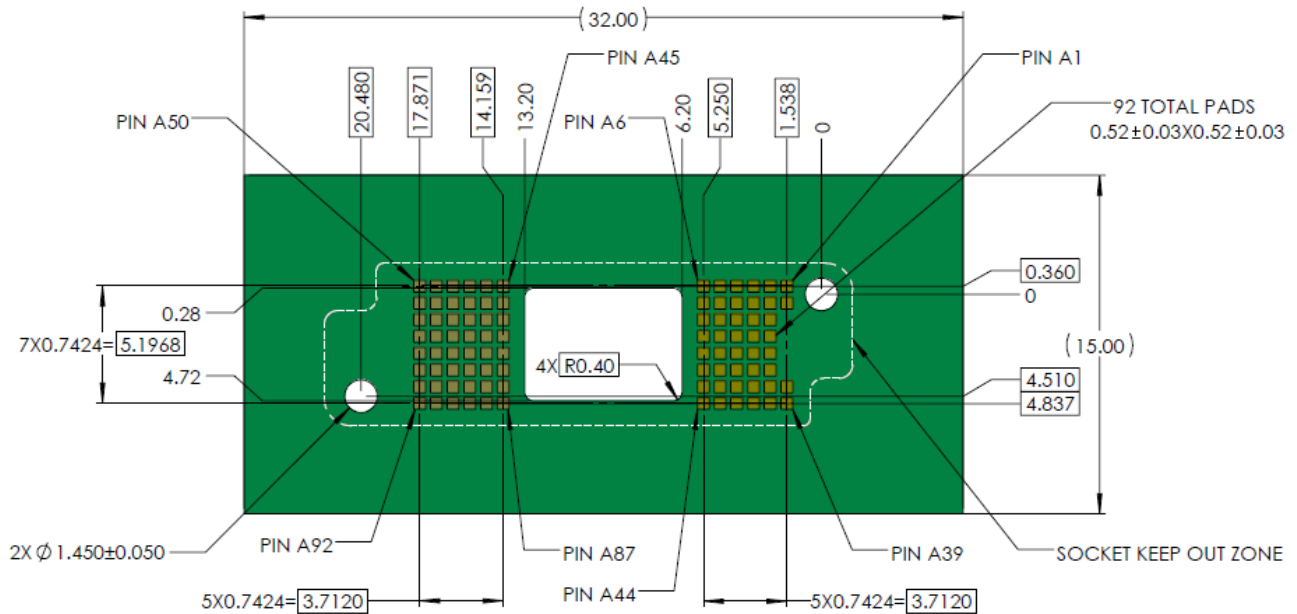 (32.00)
PIN A45
PIN A1
20.480
17.871
14.159
13.20
6.20
5.250
1.538
0
92 TOTAL PADS
0.52±0.03X0.52±0.03
PIN A50
PIN A6
0.360
0.28
0
7X0.7424= 5.1968
(15.00)
4X R0.40
4.72
4.510
4.837
2X Ø 1.450±0.050
PIN A92
PIN A87
PIN A39
SOCKET KEEP OUT ZONE
PIN A44
5X0.7424= 3.7120
5X0.7424= 3.7120